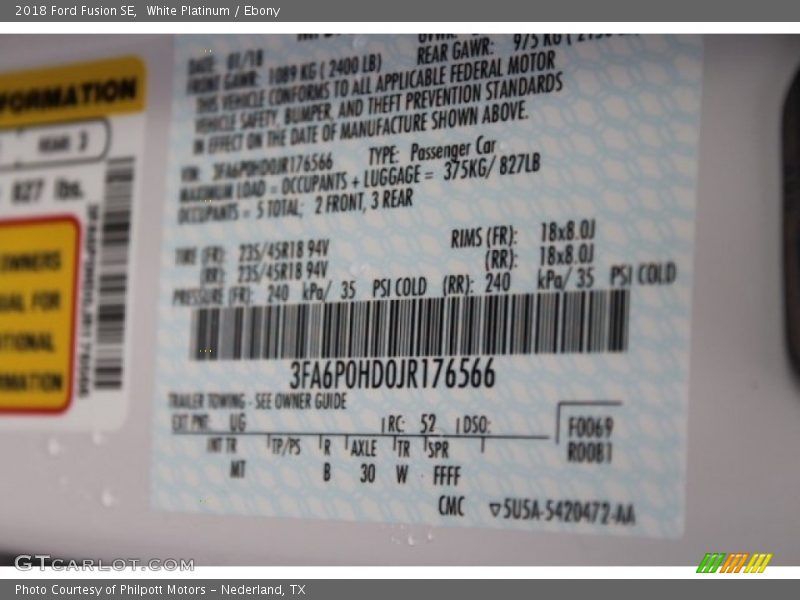 2018 Ford Fusion SE, White Platinum / Ebony
DATE: 01/18
FRONT GAWR: 1089 KG ( 2400 LB)
REAR GAWR: 975 KG
THIS VEHICLE CONFORMS TO ALL APPLICABLE FEDERAL MOTOR
VEHICLE SAFETY, BUMPER, AND THEFT PREVENTION STANDARDS
IN EFFECT ON THE DATE OF MANUFACTURE SHOWN ABOVE.
VIN: 3FA6P0HD0JR176566 TYPE: Passenger Car
MAXIMUM LOAD = OCCUPANTS + LUGGAGE = 375KG/ 827LB
OCCUPANTS = 5 TOTAL; 2 FRONT, 3 REAR
TIRE (FR): 235/45R18 94V RIMS (FR): 18x8.0J
(RR): 235/45R18 94V (RR): 18x8.0J
PRESSURE (FR): 240 kPa/ 35 PSI COLD (RR): 240 kPa/ 35 PSI COLD
3FA6P0HD0JR176566
TRAILER TOWING - SEE OWNER GUIDE
EXT PNT: UG RC: 52 DSO:
INT TR TP/PS R AXLE TR SPR
MT B 30 W FFFF
F0069
R0081
CMC ▽5U5A-5420472-AA
REAR 3
827 lbs.
OWNERS
GTCarLot.com
Photo Courtesy of Philpott Motors - Nederland, TX